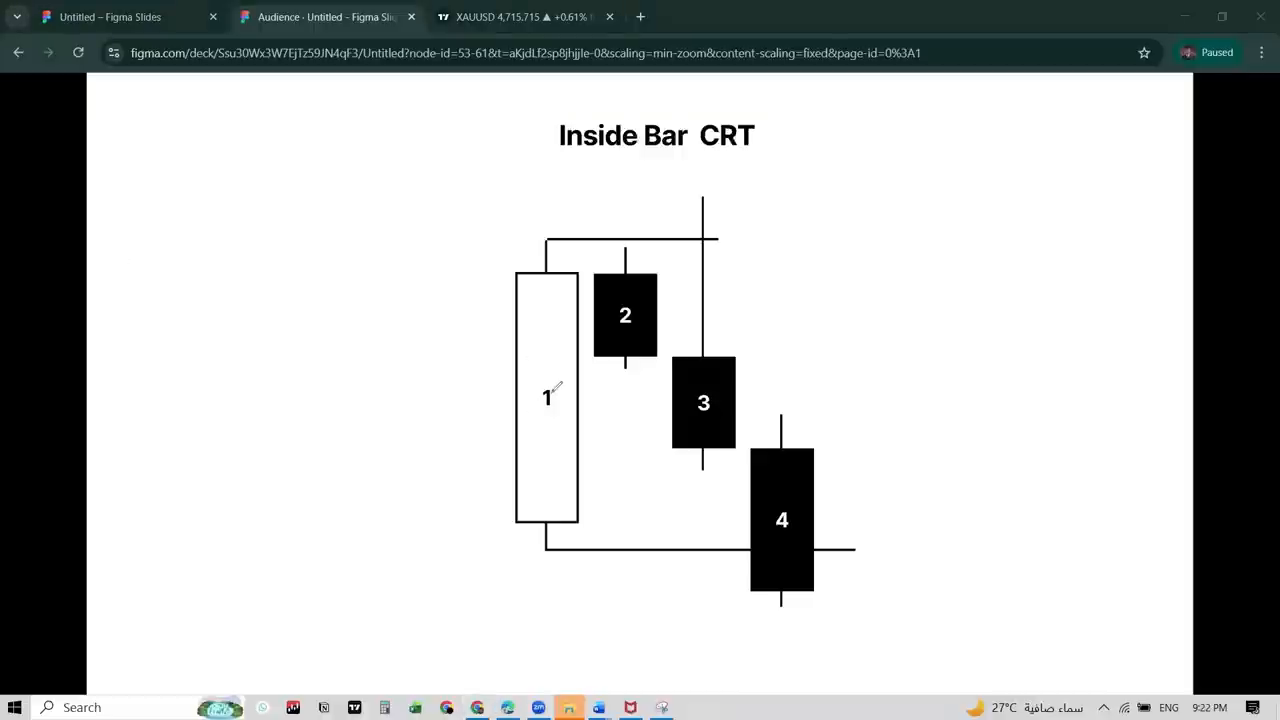 Untitled – Figma Slides
Audience · Untitled – Figma Sli
XAUUSD 4,715.715 ▲ +0.61%
figma.com/deck/Ssu30Wx3W7EjTz59JN4qF3/Untitled?node-id=53-61&t=aKjdLf2sp8jhjjle-0&scaling=min-zoom&content-scaling=fixed&page-id=0%3A1
Paused
Inside Bar CRT
2
1
3
4
Search
27°C سماء صافية
ENG
9:22 PM